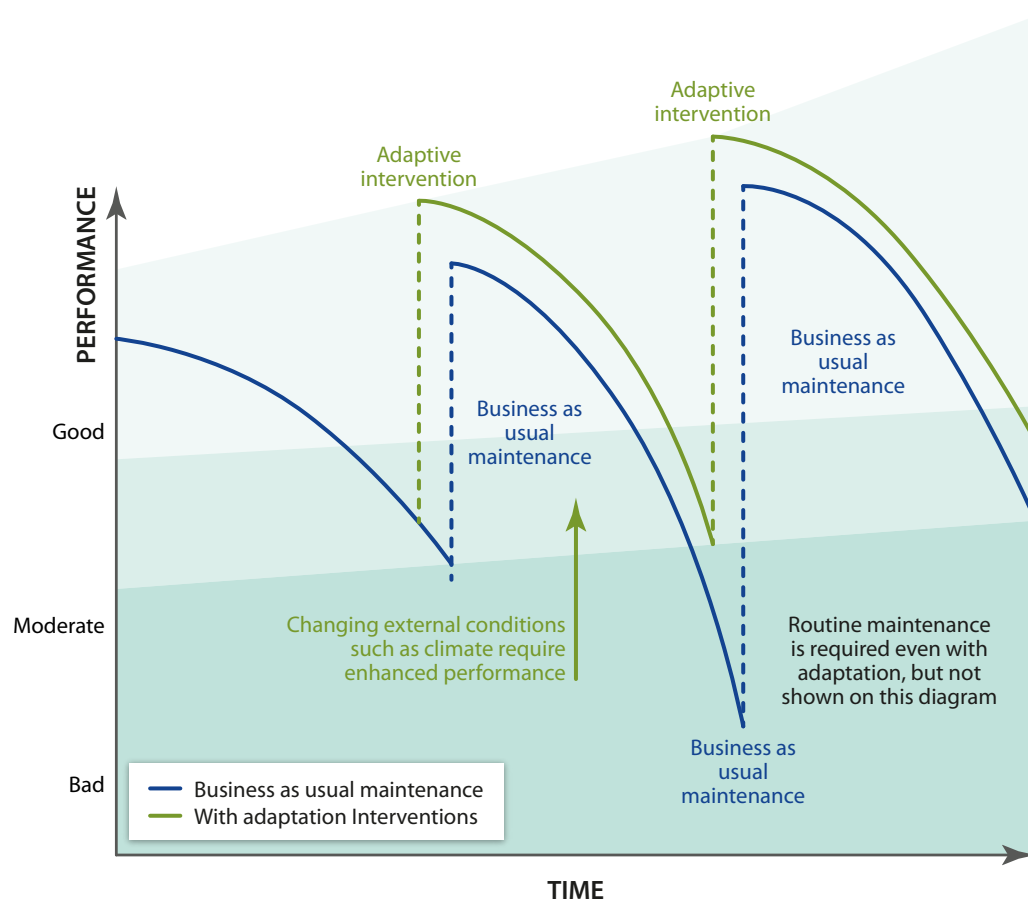 Adaptive
intervention
Adaptive
intervention
PERFORMANCE
Business as
usual
maintenance
Business as
usual
maintenance
Good
Changing external conditions
such as climate require
enhanced performance
Moderate
Routine maintenance
is required even with
adaptation, but not
shown on this diagram
Business as
usual
maintenance
Bad
Business as usual maintenance
With adaptation Interventions
TIME